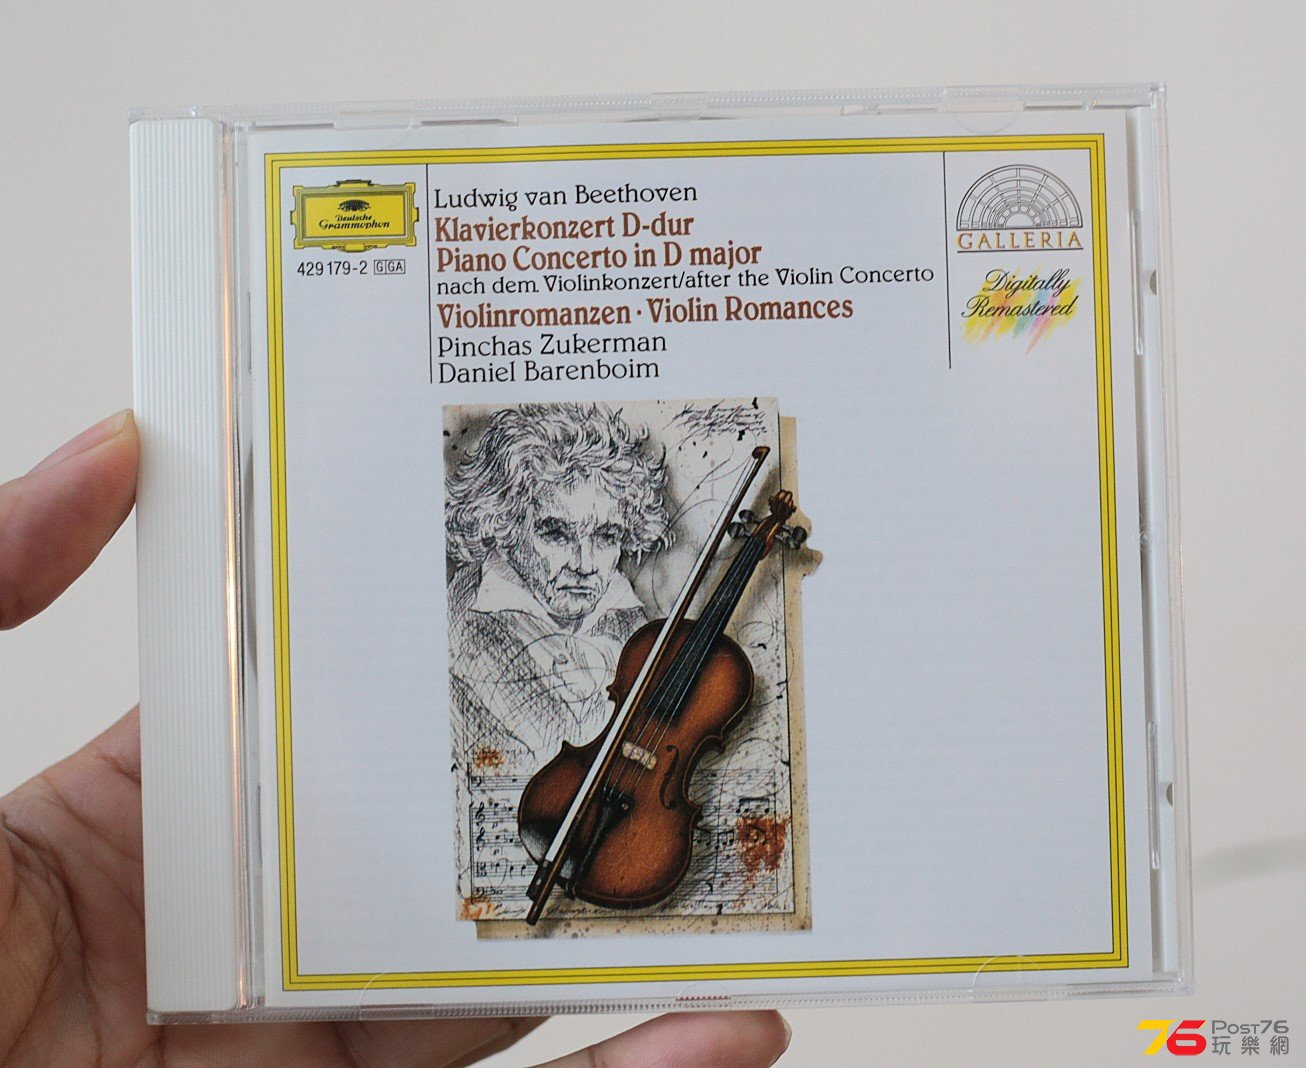 Deutsche
Grammophon
429 179-2 GGA
Ludwig van Beethoven
Klavierkonzert D-dur
Piano Concerto in D major
nach dem Violinkonzert/after the Violin Concerto
Violinromanzen · Violin Romances
Pinchas Zukerman
Daniel Barenboim
GALLERIA
Digitally
Remastered
76 POST76
玩樂網